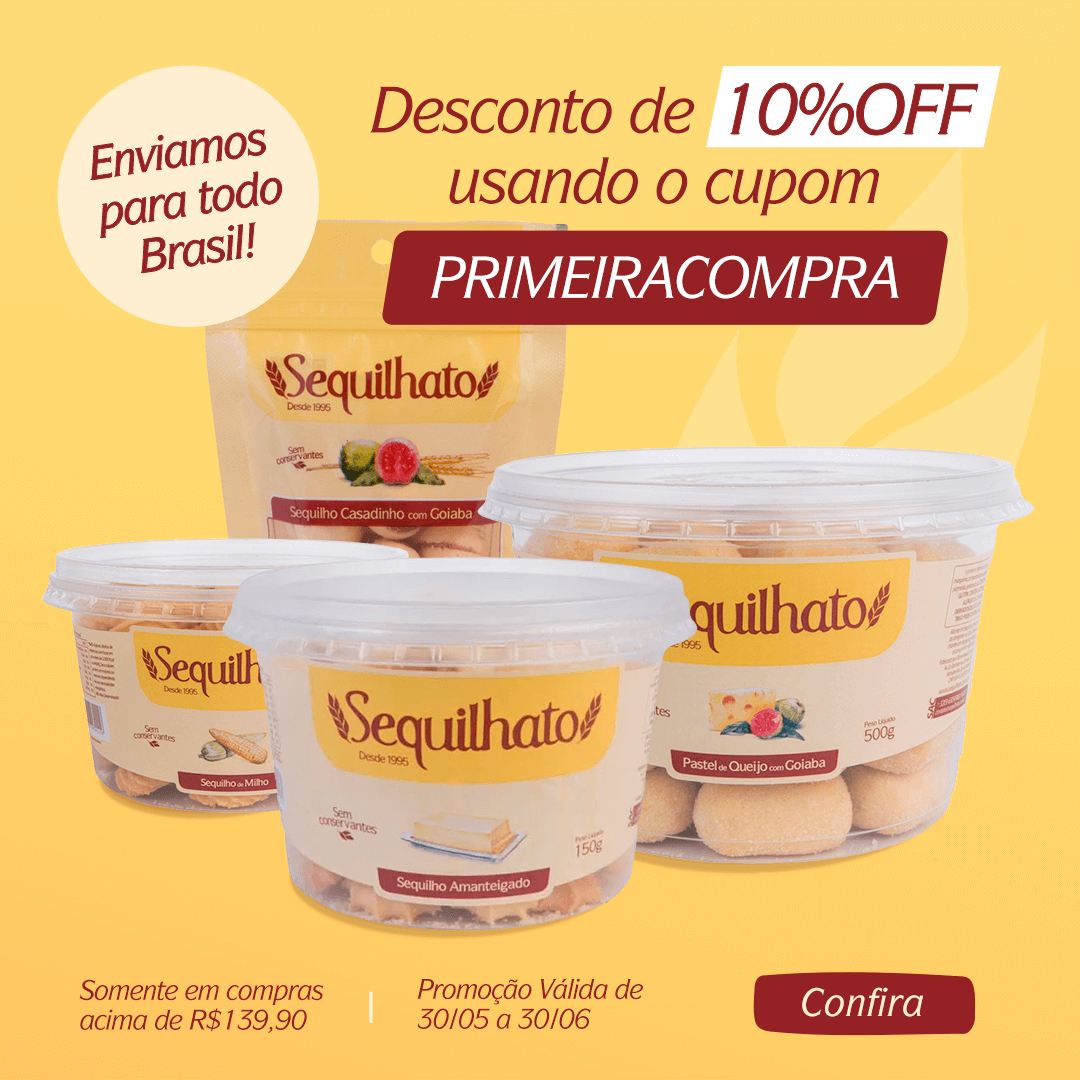 Enviamos
para todo
Brasil!
Desconto de 10%OFF
usando o cupom
PRIMEIRACOMPRA
Sequilhato
Desde 1995
Sem
conservantes
Sequilho Casadinho com Goiaba
quilhato
1995
Peso Líquido
500g
Pastel de Queijo com Goiaba
SAC
Sequilh
Desde 1995
Sem
conservantes
Sequilho de Milho
Sequilhato
Desde 1995
Sem
conservantes
Peso Líquido
150g
Sequilho Amanteigado
Somente em compras
acima de R$139,90
Promoção Válida de
30/05 a 30/06
Confira